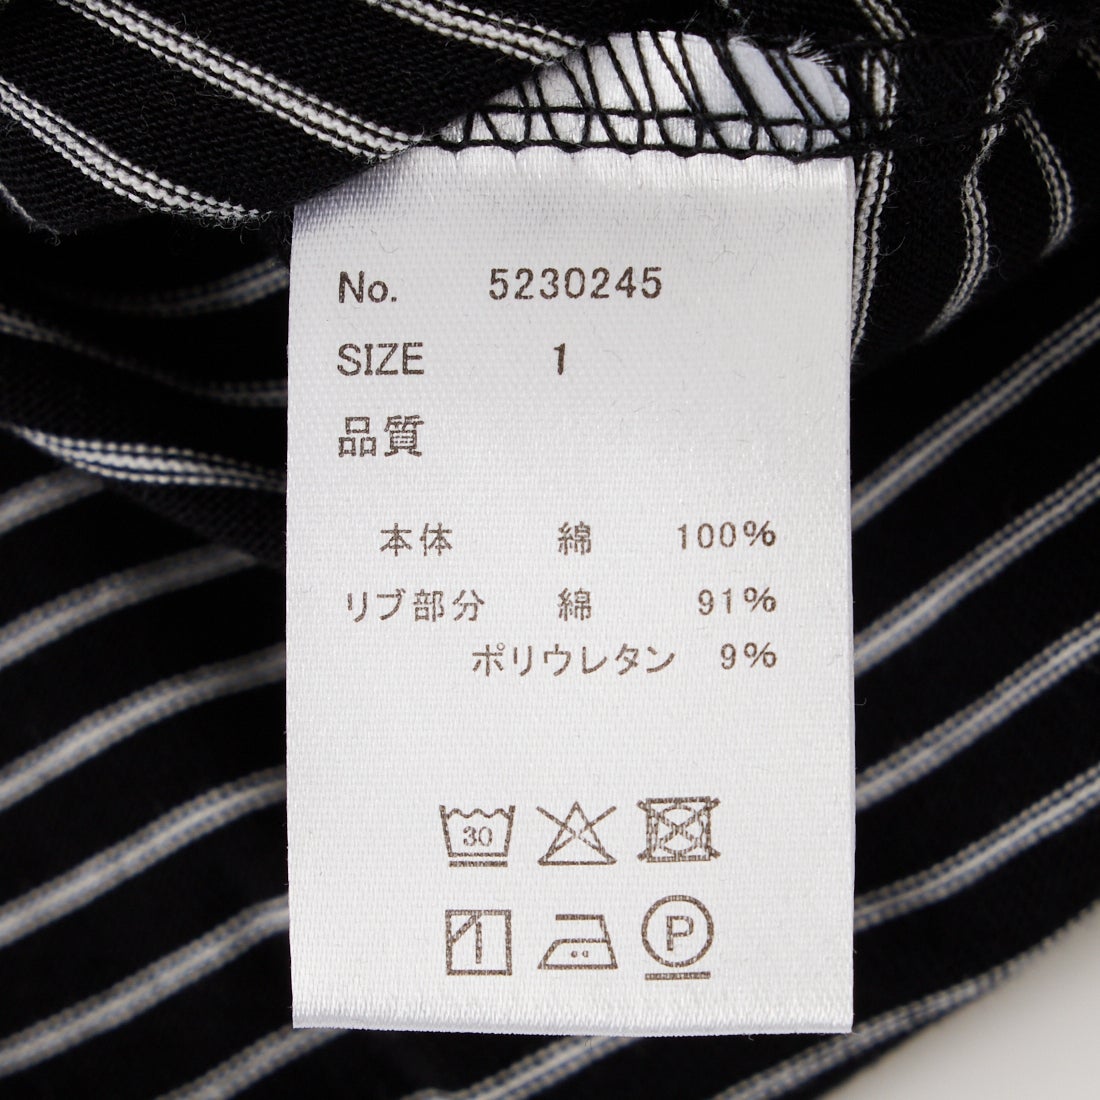 No. 5230245
SIZE 1
品質
本体 綿 100%
リブ部分 綿 91%
ポリウレタン 9%
30
P